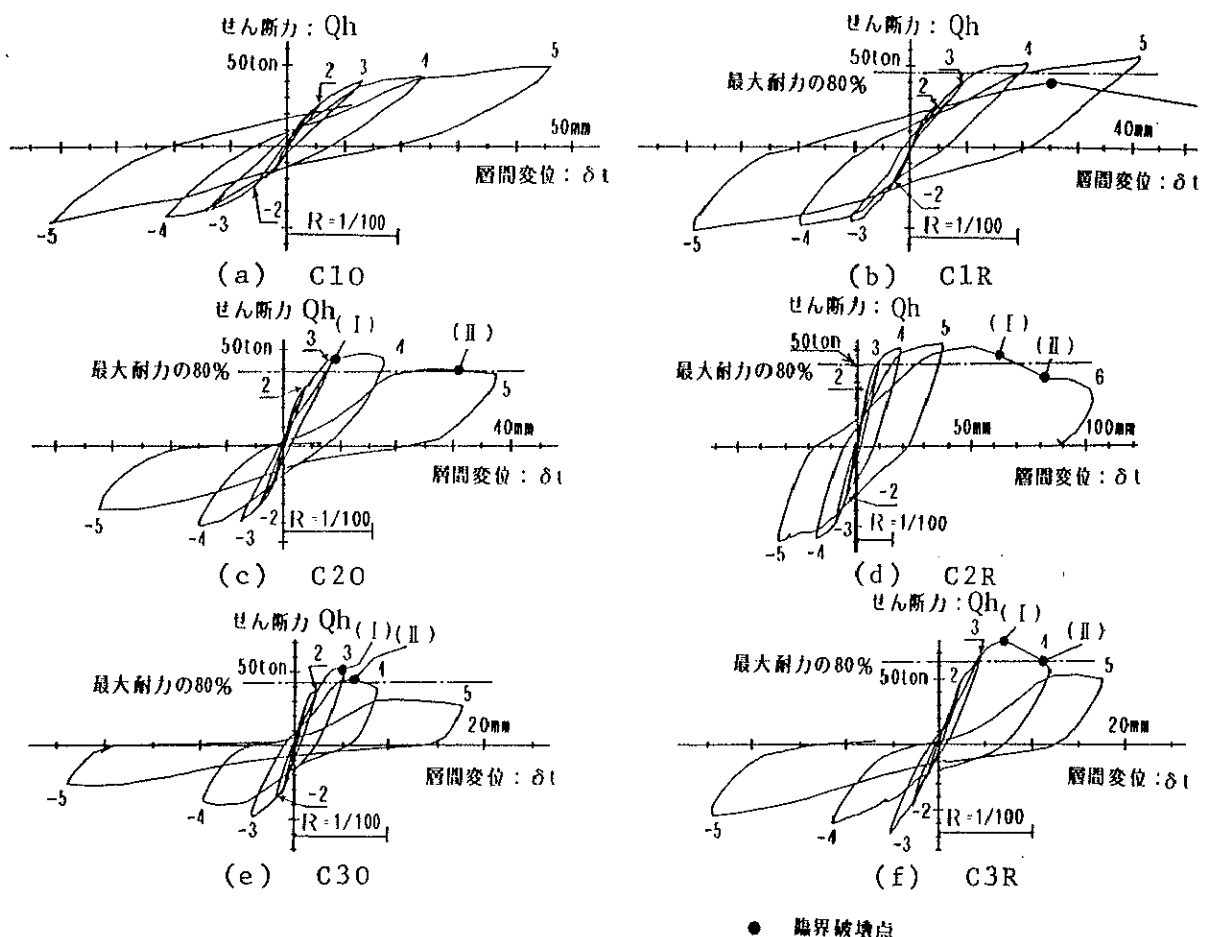 せん断力: Qh
50ton
2
3
4
5
50mm
層間変位: δt
-2
-3
-4
-5
R=1/100
(a) C1O
せん断力: Qh
50ton
最大耐力の80%
2
3
4
5
40mm
層間変位: δt
-2
-3
-4
-5
R=1/100
(b) C1R
せん断力 Qh
50ton
最大耐力の80%
2
3
(I)
4
(II)
5
40mm
層間変位: δt
-2
-3
-4
-5
R=1/100
(c) C2O
せん断力: Qh
50ton
最大耐力の80%
2
3
4
5
(I)
(II)
6
50mm
100mm
層間変位: δt
-2
-3
-4
-5
R=1/100
(d) C2R
せん断力 Qh
50ton
最大耐力の80%
2
3
(I)
(II)
4
5
20mm
層間変位: δt
-2
-3
-4
-5
R=1/100
(e) C3O
せん断力: Qh
50ton
最大耐力の80%
2
3
(I)
4
(II)
5
20mm
層間変位:δt
-2
-3
-4
-5
R=1/100
(f) C3R
● 臨界破壊点